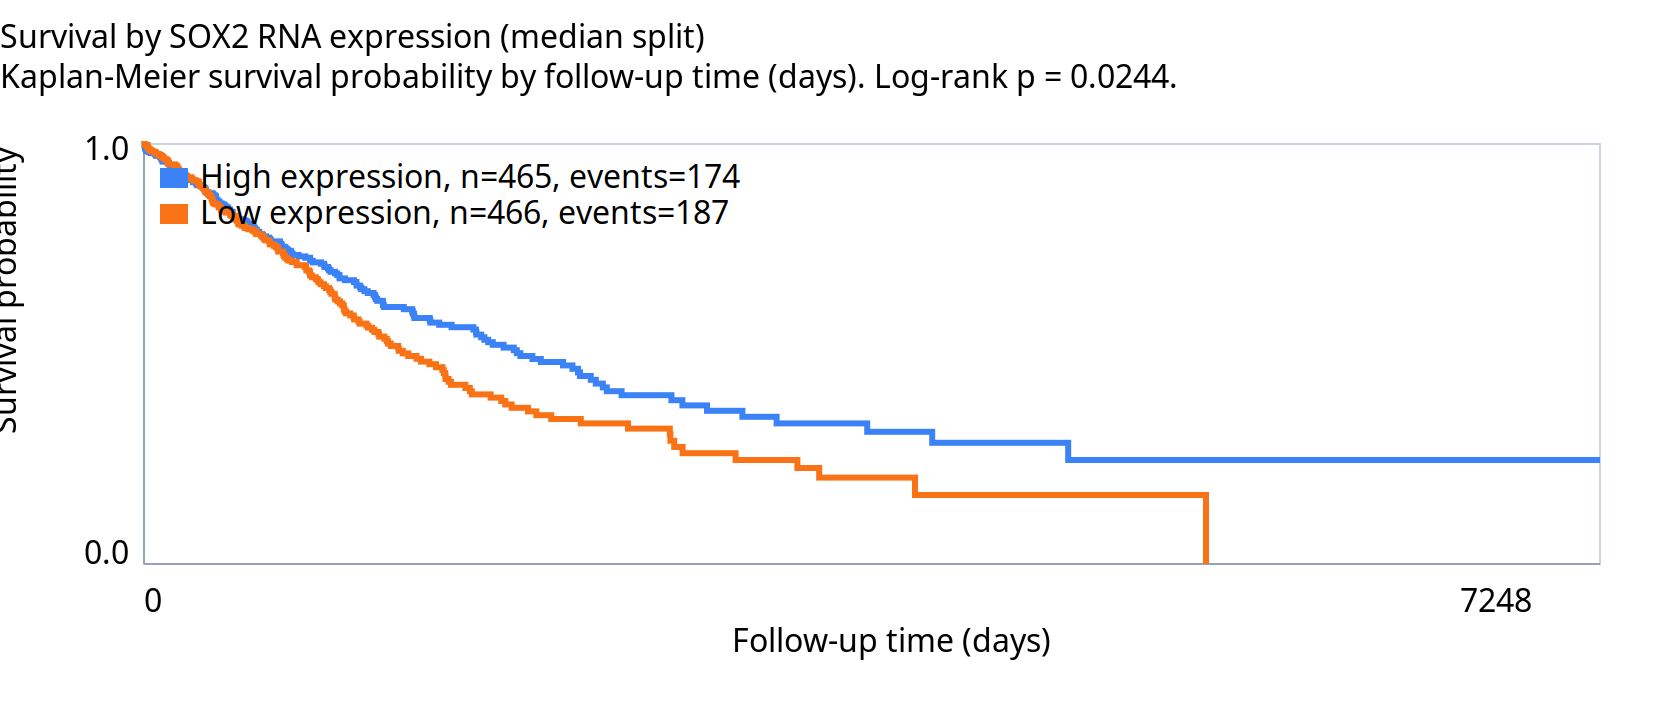 Survival by SOX2 RNA expression (median split)
Kaplan-Meier survival probability by follow-up time (days). Log-rank p = 0.0244.
Survival probability
1.0
High expression, n=465, events=174
Low expression, n=466, events=187
0.0
0
7248
Follow-up time (days)